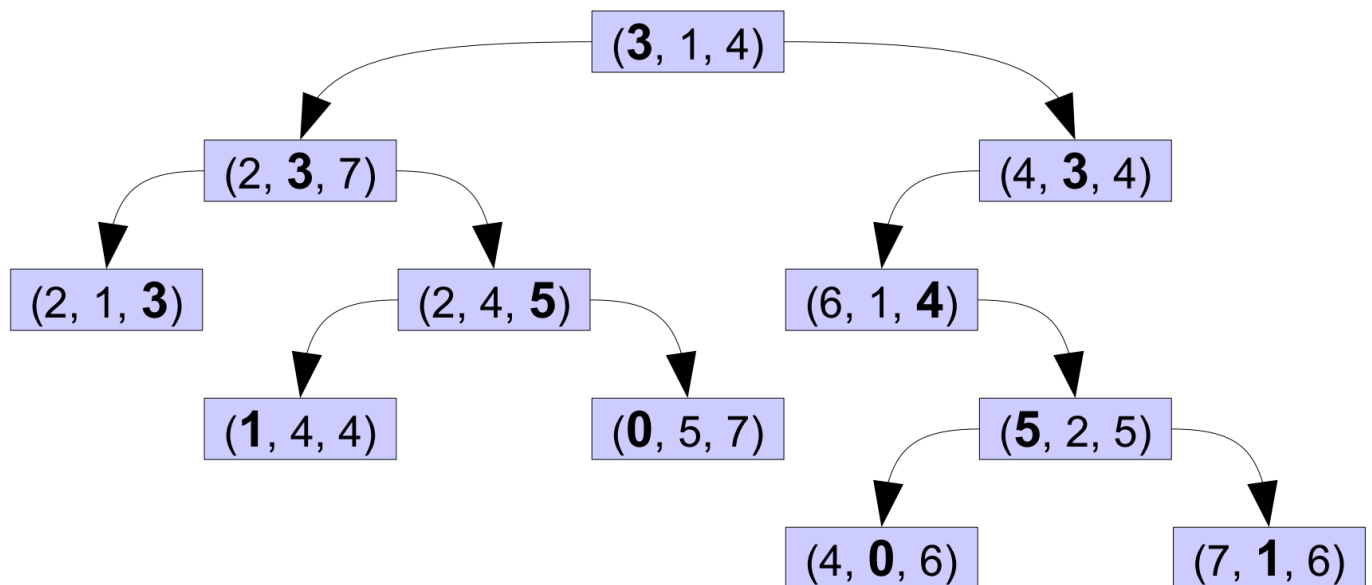 (3, 1, 4)
(2, 3, 7)
(4, 3, 4)
(2, 1, 3)
(2, 4, 5)
(6, 1, 4)
(1, 4, 4)
(0, 5, 7)
(5, 2, 5)
(4, 0, 6)
(7, 1, 6)